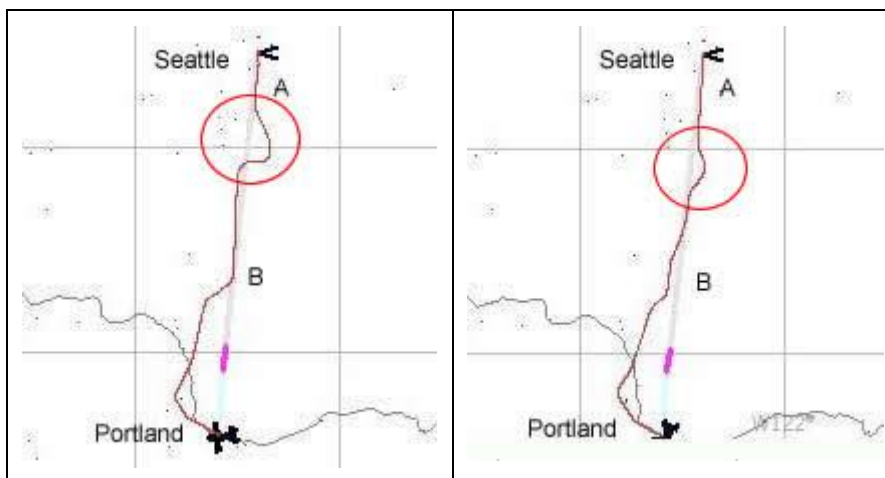 Seattle
A
B
Portland
Seattle
A
B
Portland
W122°